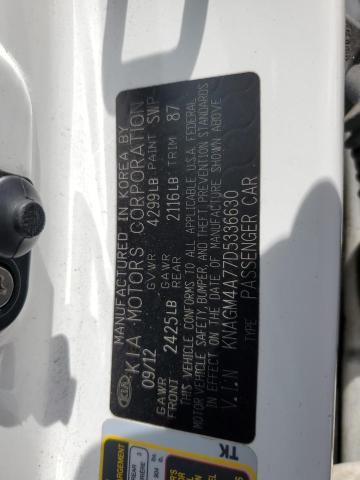 KIA
MANUFACTURED IN KOREA BY
KIA MOTORS CORPORATION
09/12 GVWR 4299LB PAINT SWP
GAWR FRONT 2425LB GAWR REAR 2116LB TRIM 87
THIS VEHICLE CONFORMS TO ALL APPLICABLE U.S.A. FEDERAL
MOTOR VEHICLE SAFETY, BUMPER, AND THEFT PREVENTION STANDARDS
IN EFFECT ON THE DATE OF MANUFACTURE SHOWN ABOVE
V.I.N KNAGM4A77D5336630
TYPE PASSENGER CAR
TK